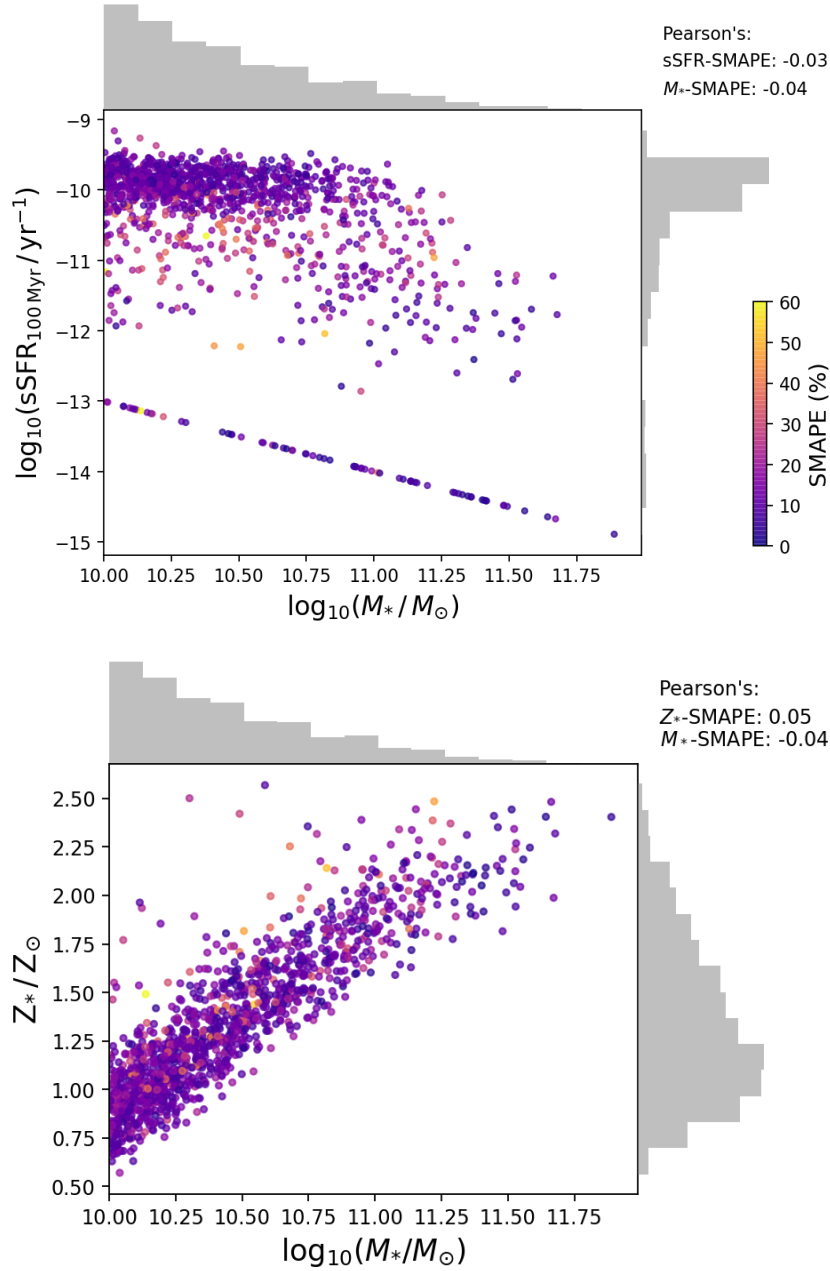 Pearson's:
sSFR-SMAPE: -0.03
M*-SMAPE: -0.04
−9
−10
−11
−12
−13
−14
−15
log₁₀(sSFR₁₀₀ Myr / yr⁻¹)
10.00 10.25 10.50 10.75 11.00 11.25 11.50 11.75
log₁₀(M*/M⊙)
60
50
40
30
20
10
0
SMAPE (%)
Pearson's:
Z*-SMAPE: 0.05
M*-SMAPE: -0.04
2.50
2.25
2.00
1.75
1.50
1.25
1.00
0.75
0.50
Z*/Z⊙
10.00 10.25 10.50 10.75 11.00 11.25 11.50 11.75
log₁₀(M*/M⊙)